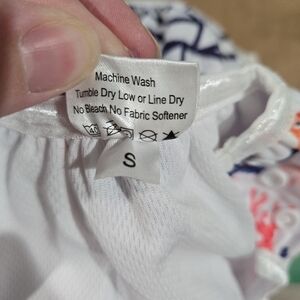 Machine Wash
Tumble Dry Low or Line Dry
No Bleach No Fabric Softener
S